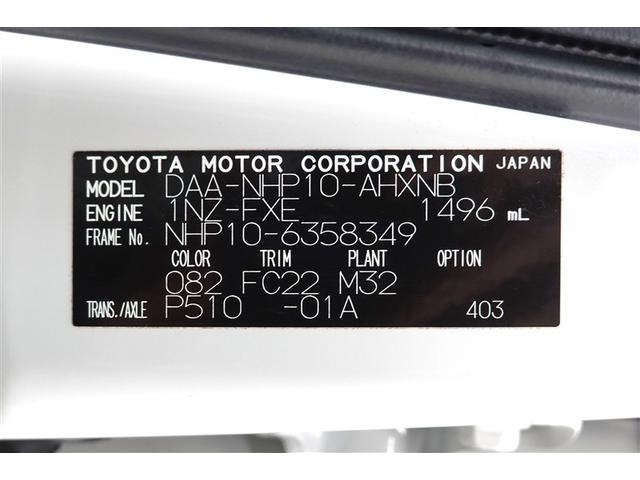 TOYOTA MOTOR CORPORATION JAPAN
MODEL DAA-NHP10-AHXNB
ENGINE 1NZ-FXE 1496 mL
FRAME No. NHP10-6358349
COLOR TRIM PLANT OPTION
082 FC22 M32
TRANS./AXLE P510 -01A 403